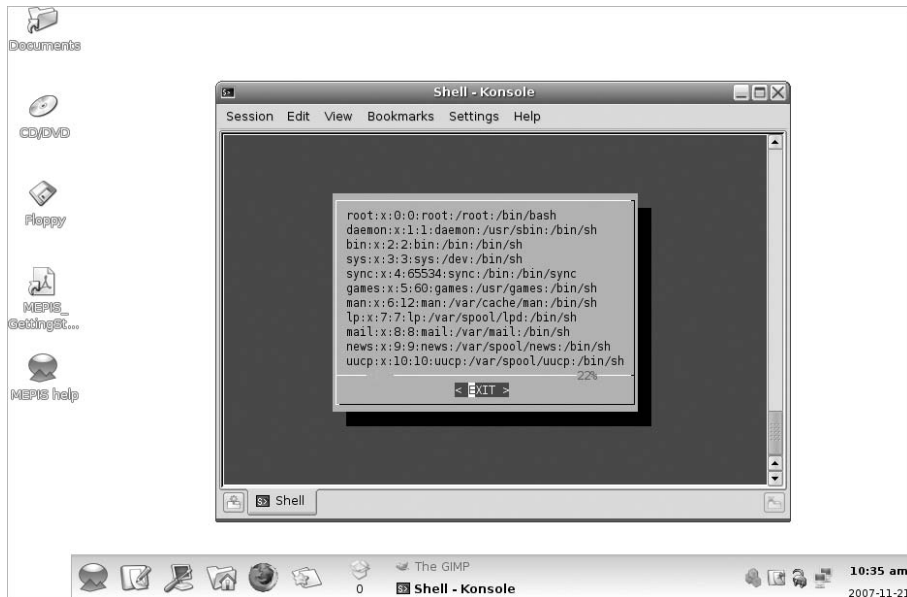 Documents
CD/DVD
Floppy
MEPIS_
GettingSt...
MEPIS help
Shell - Konsole
Session Edit View Bookmarks Settings Help
root:x:0:0:root:/root:/bin/bash
daemon:x:1:1:daemon:/usr/sbin:/bin/sh
bin:x:2:2:bin:/bin:/bin/sh
sys:x:3:3:sys:/dev:/bin/sh
sync:x:4:65534:sync:/bin:/bin/sync
games:x:5:60:games:/usr/games:/bin/sh
man:x:6:12:man:/var/cache/man:/bin/sh
lp:x:7:7:lp:/var/spool/lpd:/bin/sh
mail:x:8:8:mail:/var/mail:/bin/sh
news:x:9:9:news:/var/spool/news:/bin/sh
uucp:x:10:10:uucp:/var/spool/uucp:/bin/sh
22%
< EXIT >
Shell
0
The GIMP
Shell - Konsole
10:35 am
2007-11-21